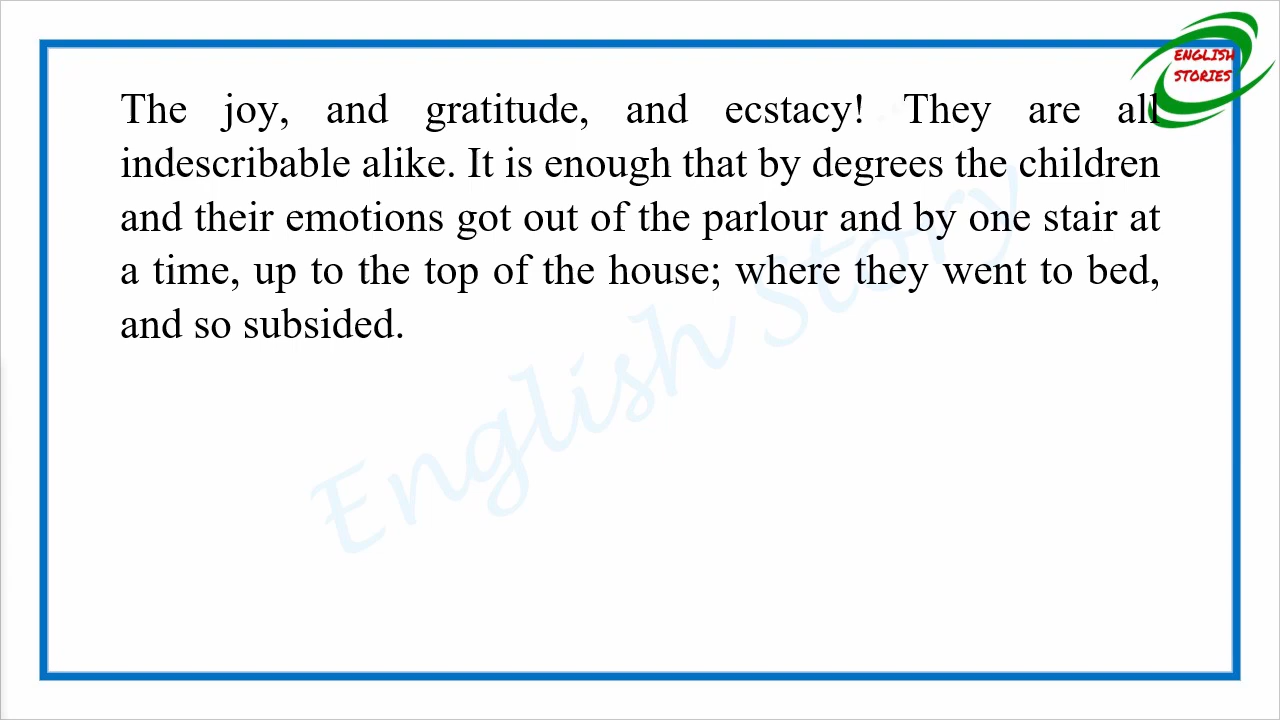 ENGLISH
STORIES
The joy, and gratitude, and ecstacy! They are all
indescribable alike. It is enough that by degrees the children
and their emotions got out of the parlour and by one stair at
a time, up to the top of the house; where they went to bed,
and so subsided.
English Story